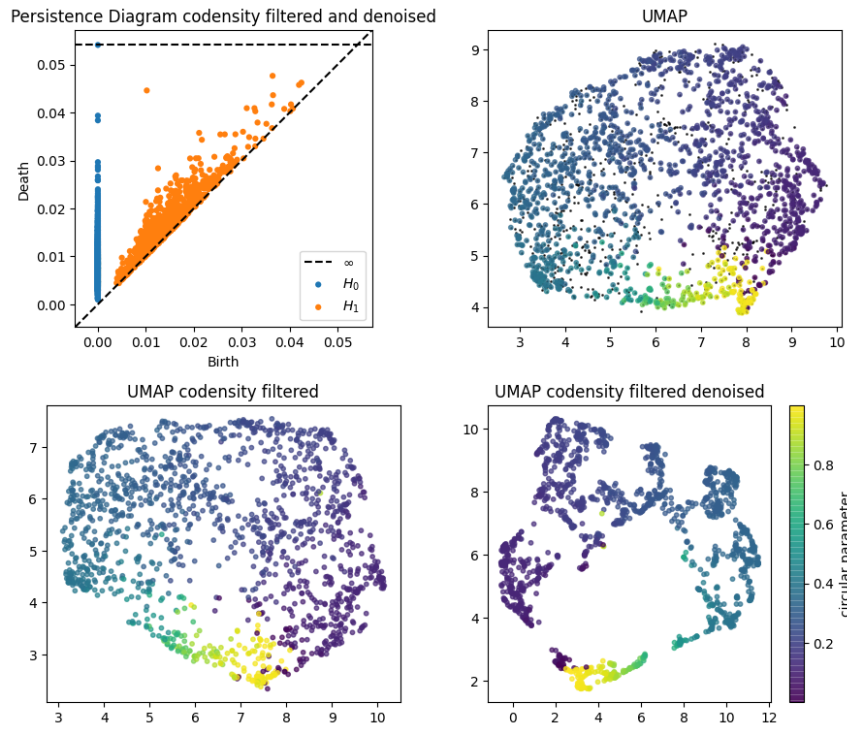 Persistence Diagram codensity filtered and denoised
0.05
0.04
0.03
0.02
0.01
0.00
Death
0.00 0.01 0.02 0.03 0.04 0.05
Birth
∞
H₀
H₁
UMAP
9
8
7
6
5
4
3 4 5 6 7 8 9 10
UMAP codensity filtered
7
6
5
4
3
3 4 5 6 7 8 9 10
UMAP codensity filtered denoised
10
8
6
4
2
0 2 4 6 8 10 12
0.8
0.6
0.4
0.2
circular parameter